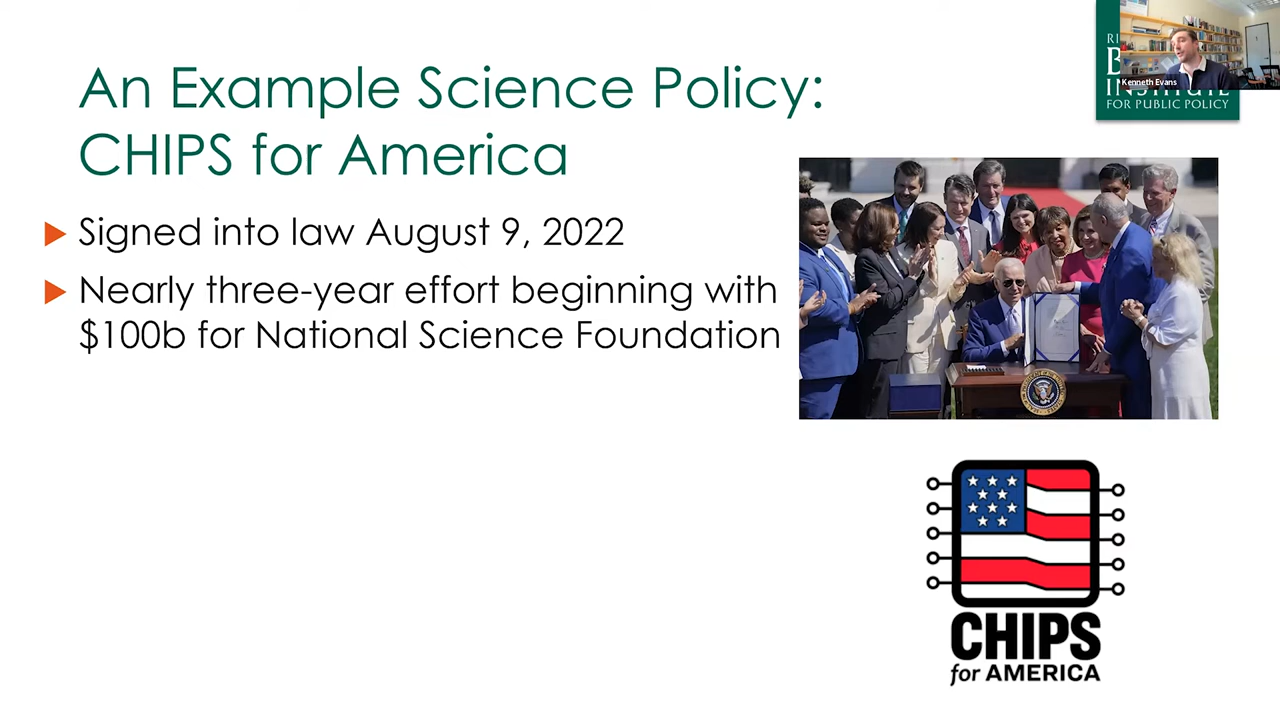 An Example Science Policy:
CHIPS for America
Signed into law August 9, 2022
Nearly three-year effort beginning with
$100b for National Science Foundation
Kenneth Evans
FOR PUBLIC POLICY
CHIPS
for AMERICA